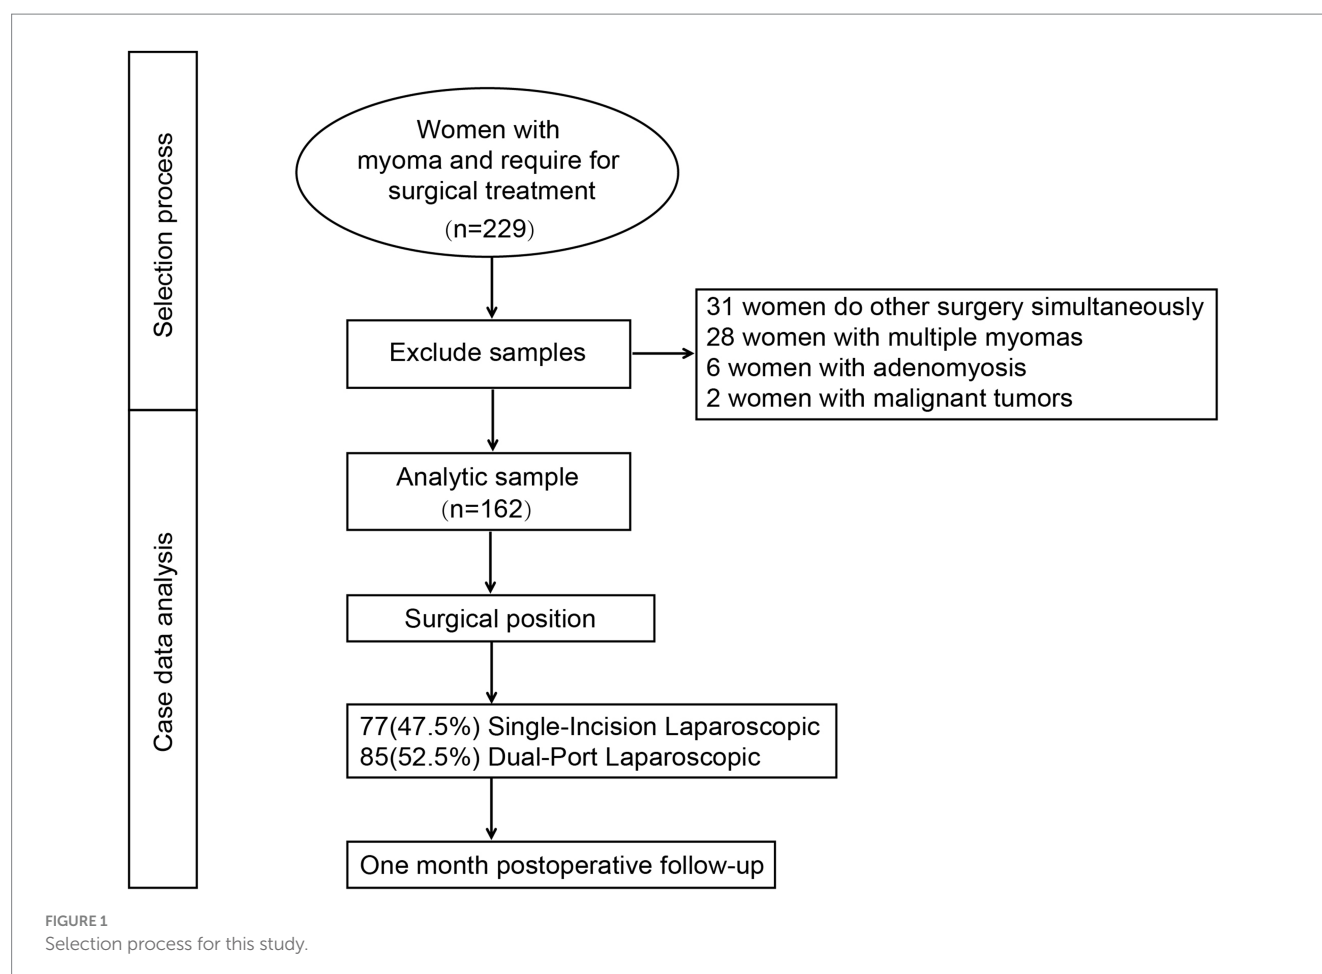 Selection process
Women with
myoma and require for
surgical treatment
(n=229)
Exclude samples
31 women do other surgery simultaneously
28 women with multiple myomas
6 women with adenomyosis
2 women with malignant tumors
Case data analysis
Analytic sample
(n=162)
Surgical position
77(47.5%) Single-Incision Laparoscopic
85(52.5%) Dual-Port Laparoscopic
One month postoperative follow-up
FIGURE 1
Selection process for this study.